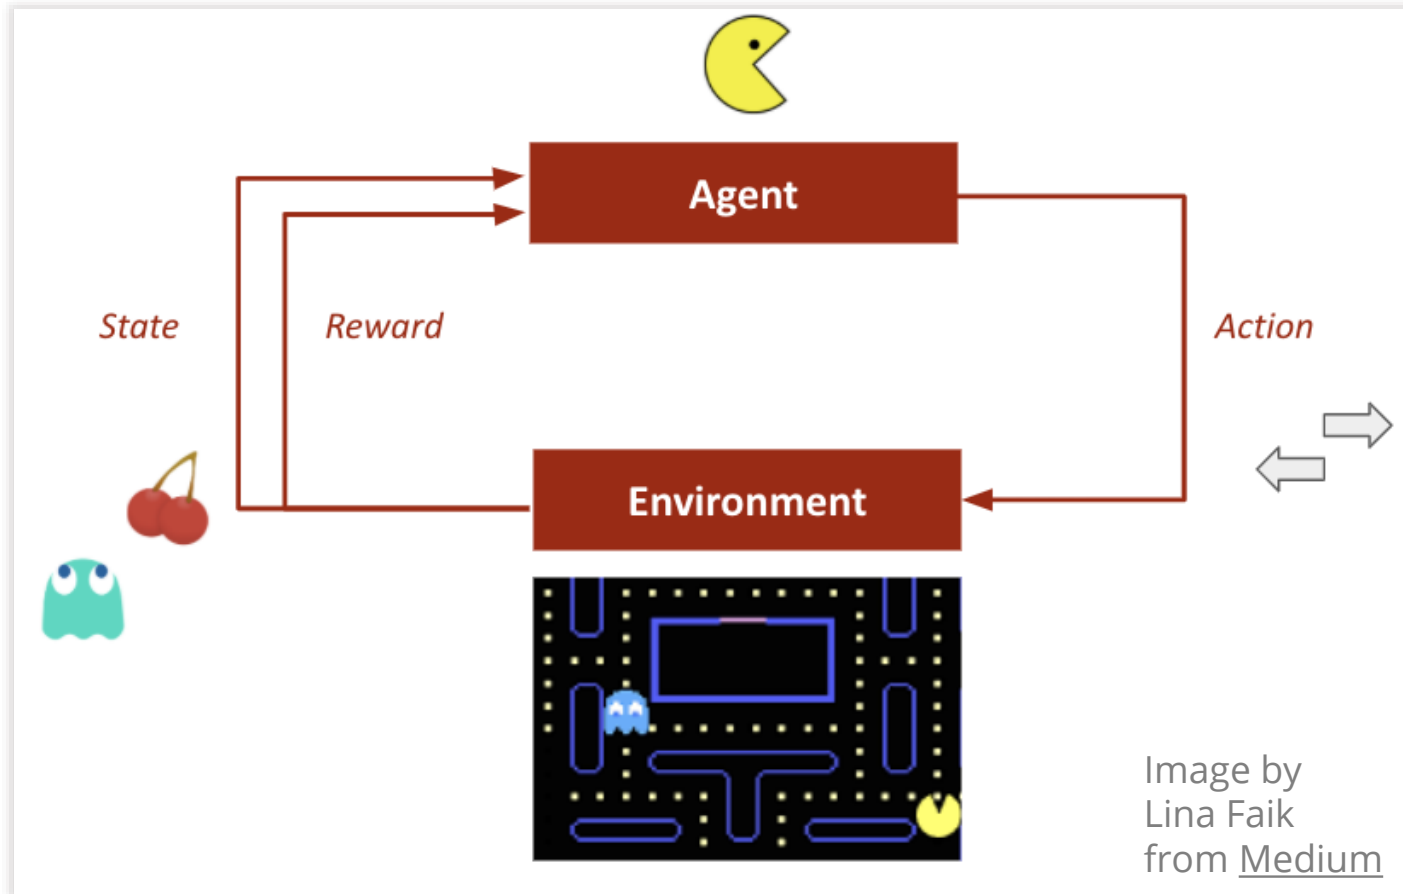 Agent
State
Reward
Action
Environment
Image by
Lina Faik
from Medium